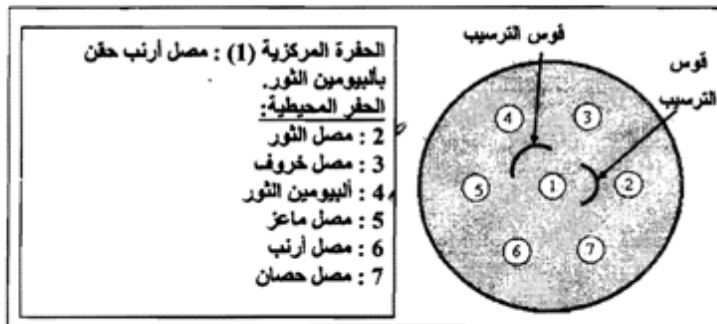 الحفرة المركزية (1) : مصل أرنب حقن
بألبيومين الثور.
الحفر المحيطية:
2 : مصل الثور
3 : مصل خروف
4 : ألبيومين الثور
5 : مصل ماعز
6 : مصل أرنب
7 : مصل حصان
قوس الترسيب
قوس
الترسيب
4
3
5
1
2
6
7